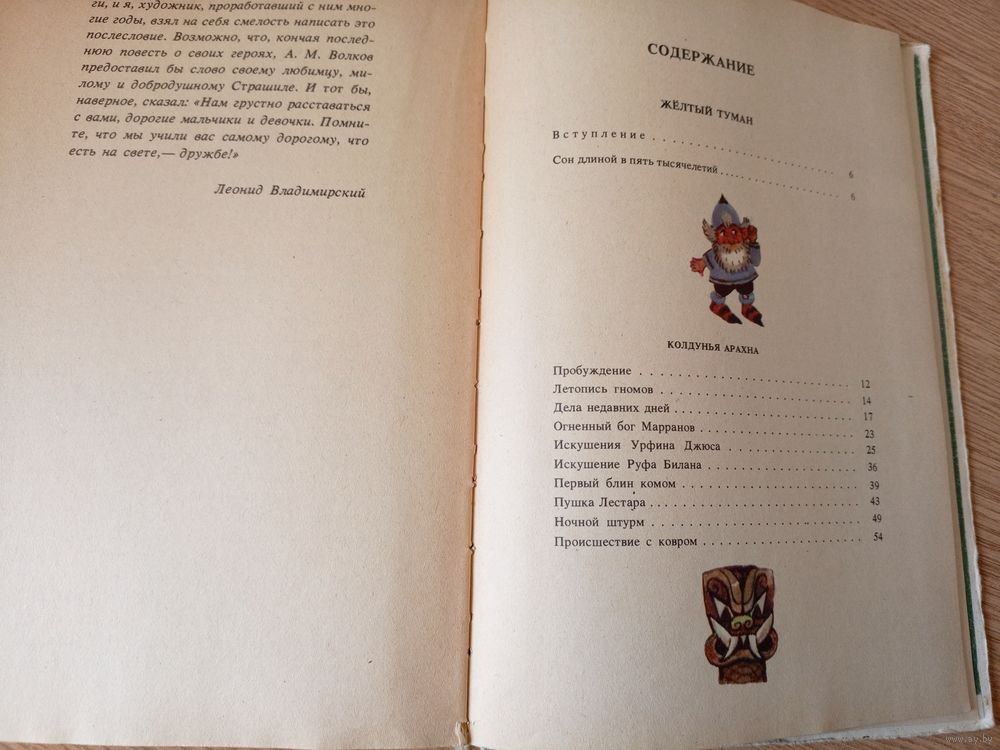 ги, и я, художник, проработавший с ним мно-
гие годы, взял на себя смелость написать это
послесловие. Возможно, что, кончая послед-
нюю повесть о своих героях, А. М. Волков
предоставил бы слово своему любимцу, ми-
лому и добродушному Страшиле. И тот бы,
наверное, сказал: «Нам грустно расставаться
с вами, дорогие мальчики и девочки. Помни-
те, что мы учили вас самому дорогому, что
есть на свете,— дружбе!»
Леонид Владимирский
СОДЕРЖАНИЕ
ЖЁЛТЫЙ ТУМАН
Вступление . . . . . . . . . . . . . . . . 6
Сон длиной в пять тысячелетий . . . . . . . . . . . 6
КОЛДУНЬЯ АРАХНА
Пробуждение . . . . . . . . . . . . . . . . 12
Летопись гномов . . . . . . . . . . . . . . . . 14
Дела недавних дней . . . . . . . . . . . . . . . 17
Огненный бог Марранов . . . . . . . . . . . . . 23
Искушения Урфина Джюса . . . . . . . . . . . . 25
Искушение Руфа Билана . . . . . . . . . . . . . 36
Первый блин комом . . . . . . . . . . . . . . . 39
Пушка Лестара . . . . . . . . . . . . . . . . . 43
Ночной штурм . . . . . . . . . . . . . . . . . 49
Происшествие с ковром . . . . . . . . . . . . . 54
www.ay.by